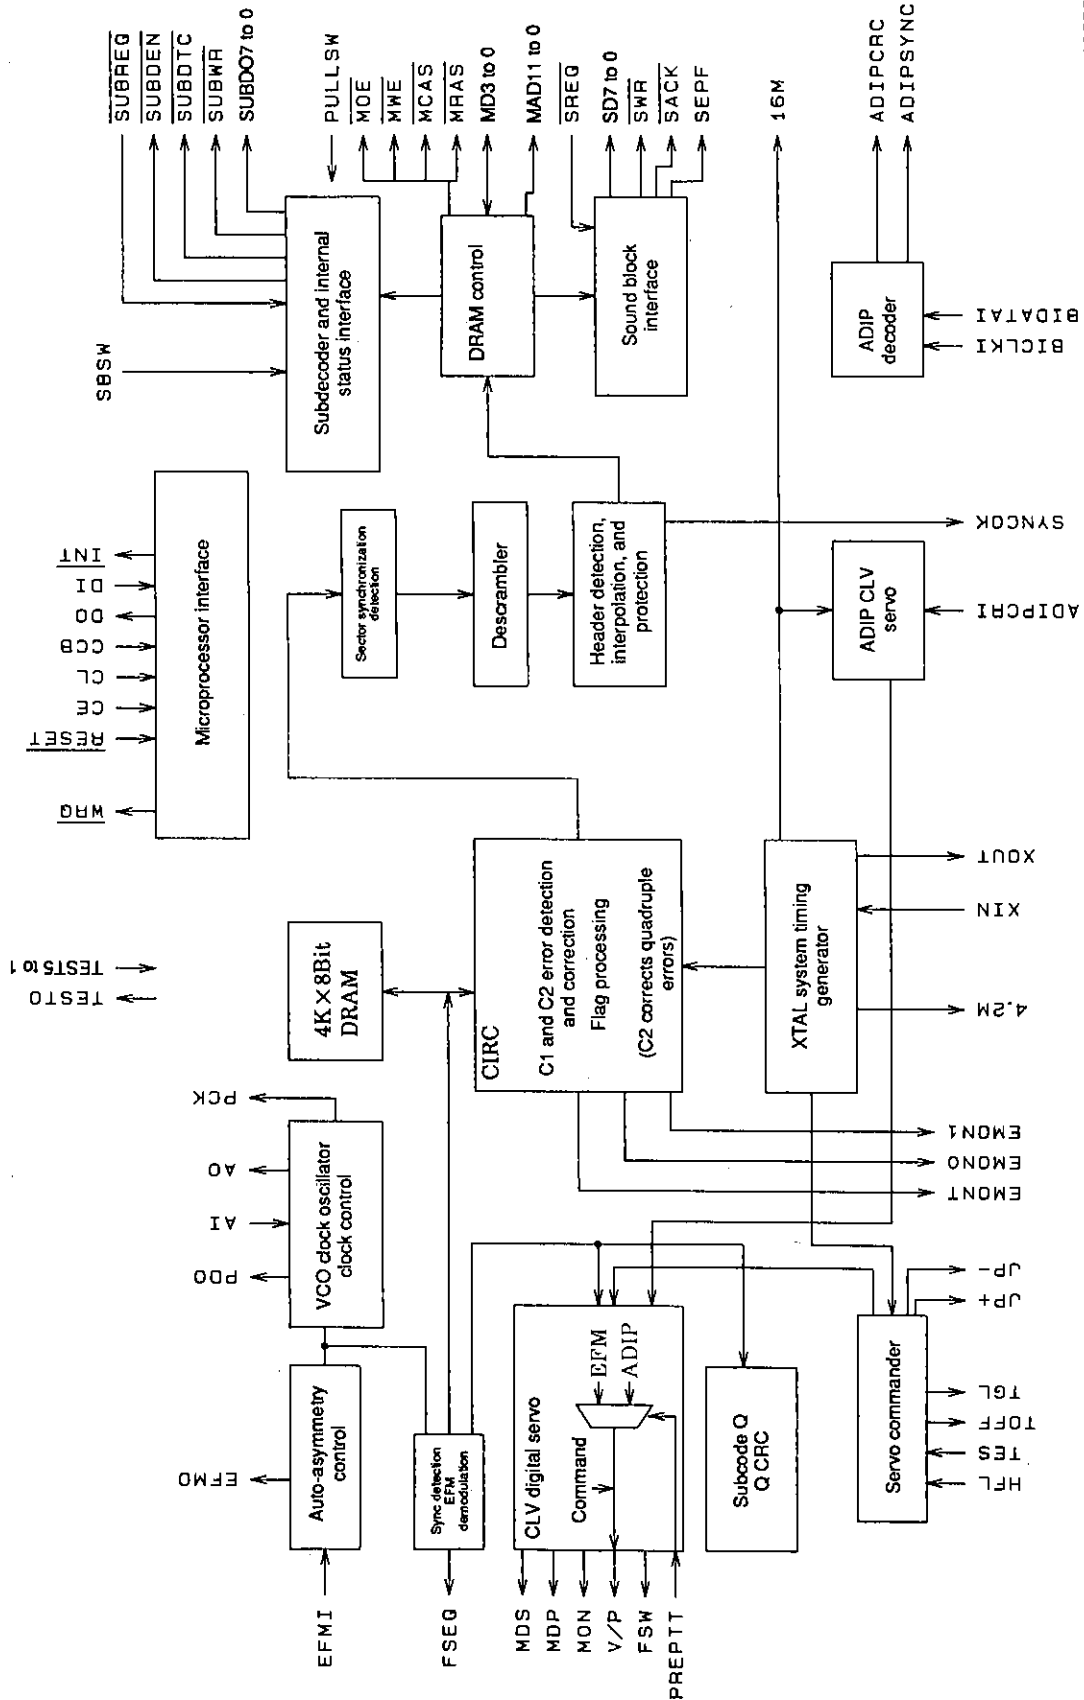 EFMI
EFMO
Auto-asymmetry
control
PDO
AI
AO
PCK
VCO clock oscillator
clock control
4K×8Bit
DRAM
TEST0
TEST5 to 1
WRQ
RESET
CE
CL
CCB
DO
DI
INT
Microprocessor interface
SBSW
SUBREQ
SUBDEN
SUBDTC
SUBWR
SUBDO7 to 0
Subdecoder and internal
status interface
PULLSW
MOE
MWE
MCAS
MRAS
MD3 to 0
MAD11 to 0
DRAM control
SREQ
SD7 to 0
SWR
SACK
SEPF
Sound block
interface
Sector synchronization
detection
Descrambler
Header detection,
interpolation, and
protection
SYNCOK
CIRC
C1 and C2 error detection
and correction
Flag processing
(C2 corrects quadruple
errors)
Sync detection
EFM
demodulation
FSEQ
CLV digital servo
Command
EFM
ADIP
MDS
MDP
MON
V/P
FSW
PREPTT
Subcode Q
Q CRC
EMONT
EMON0
EMON1
XTAL system timing
generator
4.2M
XIN
XOUT
16M
ADIP CLV
servo
ADIPCRI
ADIP
decoder
BICLKI
BIDATAI
ADIPCRC
ADIPSYNC
Servo commander
HFL
TES
TOFF
TGL
JP+
JP-